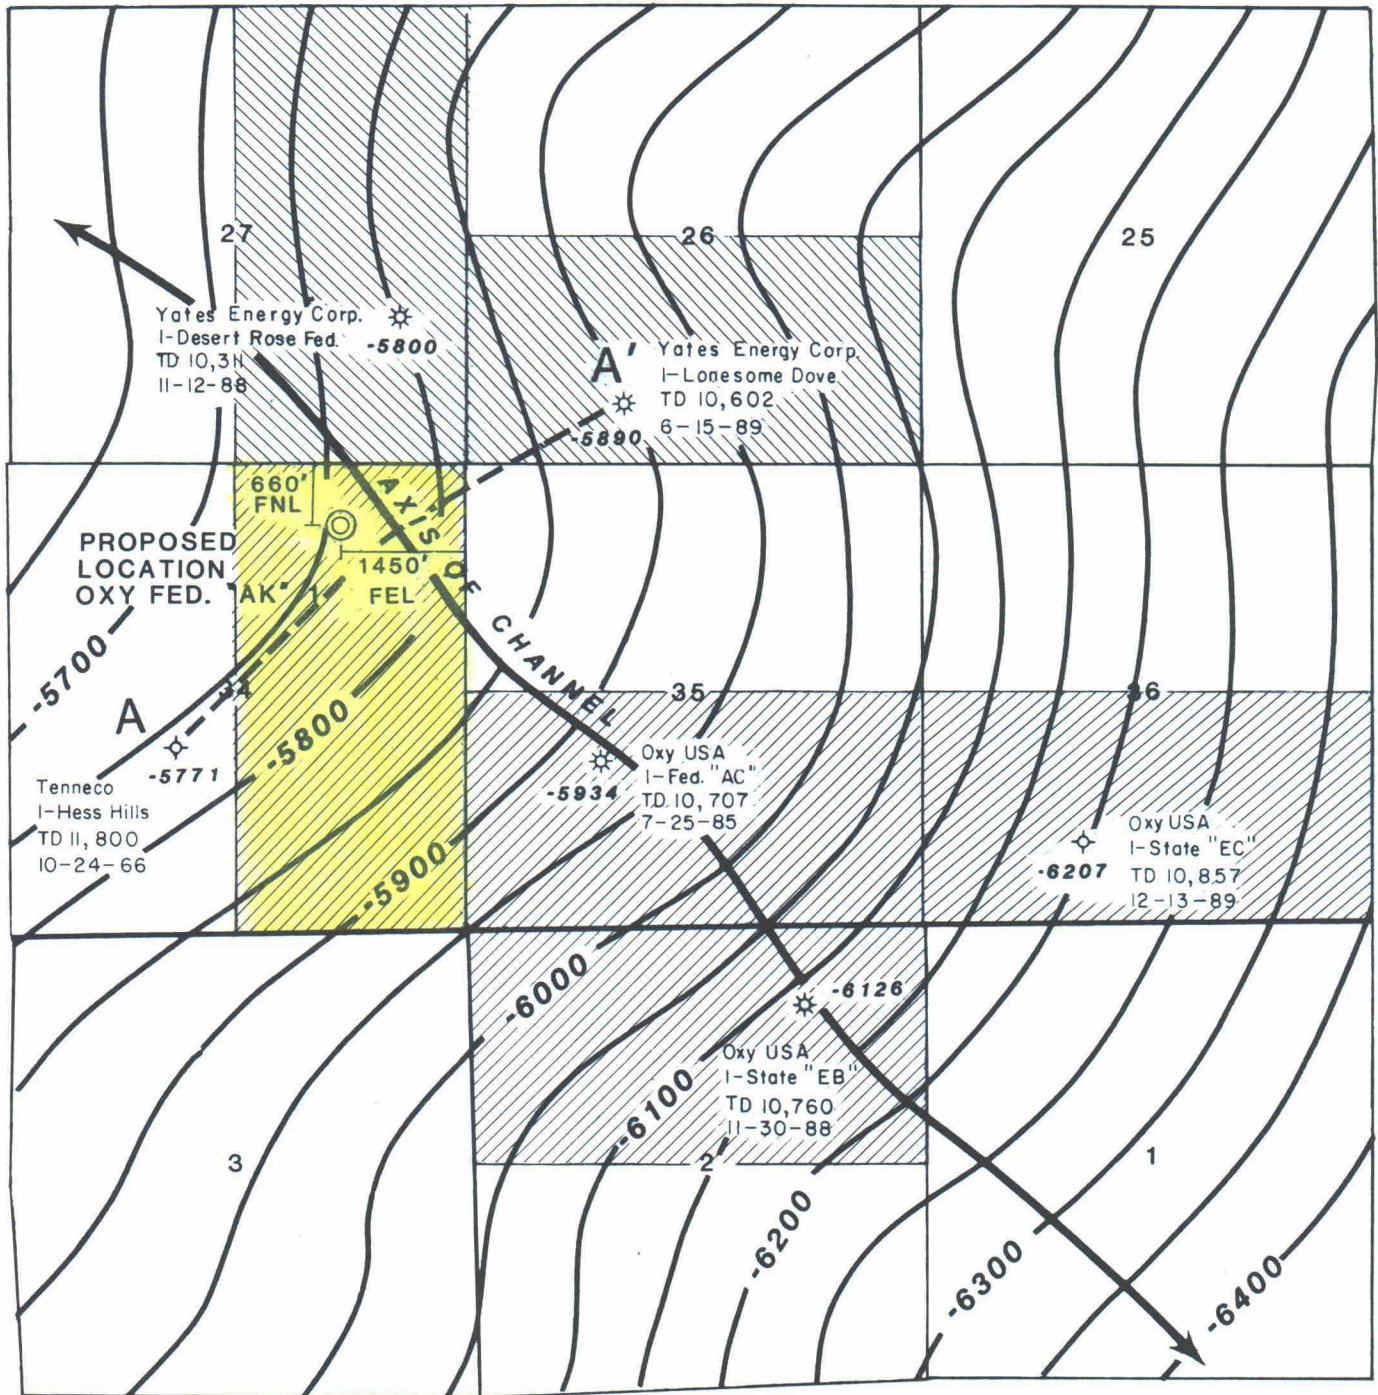 27
26
25
Yates Energy Corp.
1-Desert Rose Fed.
TD 10,311
11-12-88
-5800
A'
Yates Energy Corp.
1-Lonesome Dove
TD 10,602
6-15-89
-5890
660'
FNL
AXIS OF CHANNEL
PROPOSED
LOCATION
OXY FED. "AK" 1
1450'
FEL
-5700
A
34
35
36
-5800
-5771
Tenneco
1-Hess Hills
TD 11,800
10-24-66
-5934
Oxy USA
1-Fed. "AC"
TD 10,707
7-25-85
-6207
Oxy USA
1-State "EC"
TD 10,857
12-13-89
-5900
-6000
-6126
Oxy USA
1-State "EB"
TD 10,760
11-30-88
-6100
3
2
1
-6200
-6300
-6400